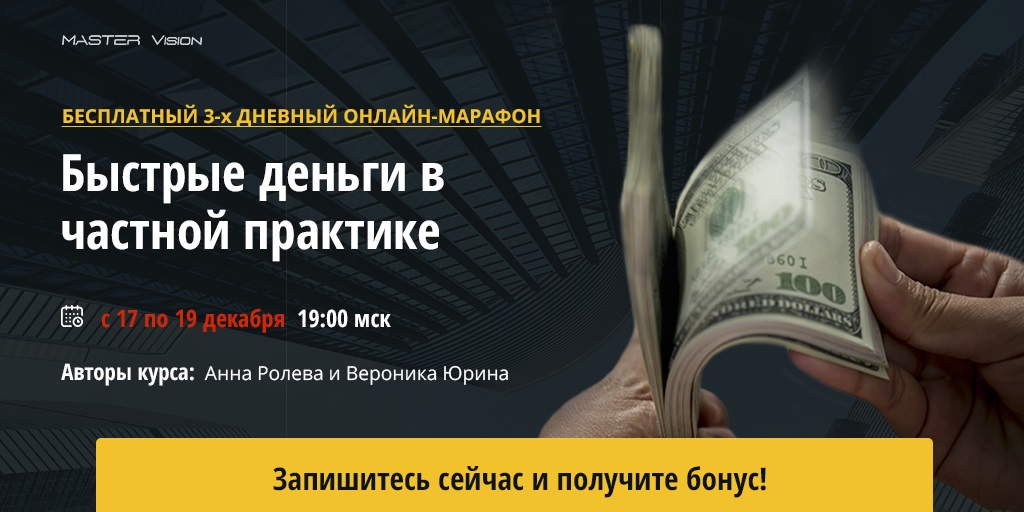 MASTER VISION
БЕСПЛАТНЫЙ 3-х ДНЕВНЫЙ ОНЛАЙН-МАРАФОН
Быстрые деньги в
частной практике
с 17 по 19 декабря 19:00 мск
Авторы курса: Анна Ролева и Вероника Юрина
100
Запишитесь сейчас и получите бонус!